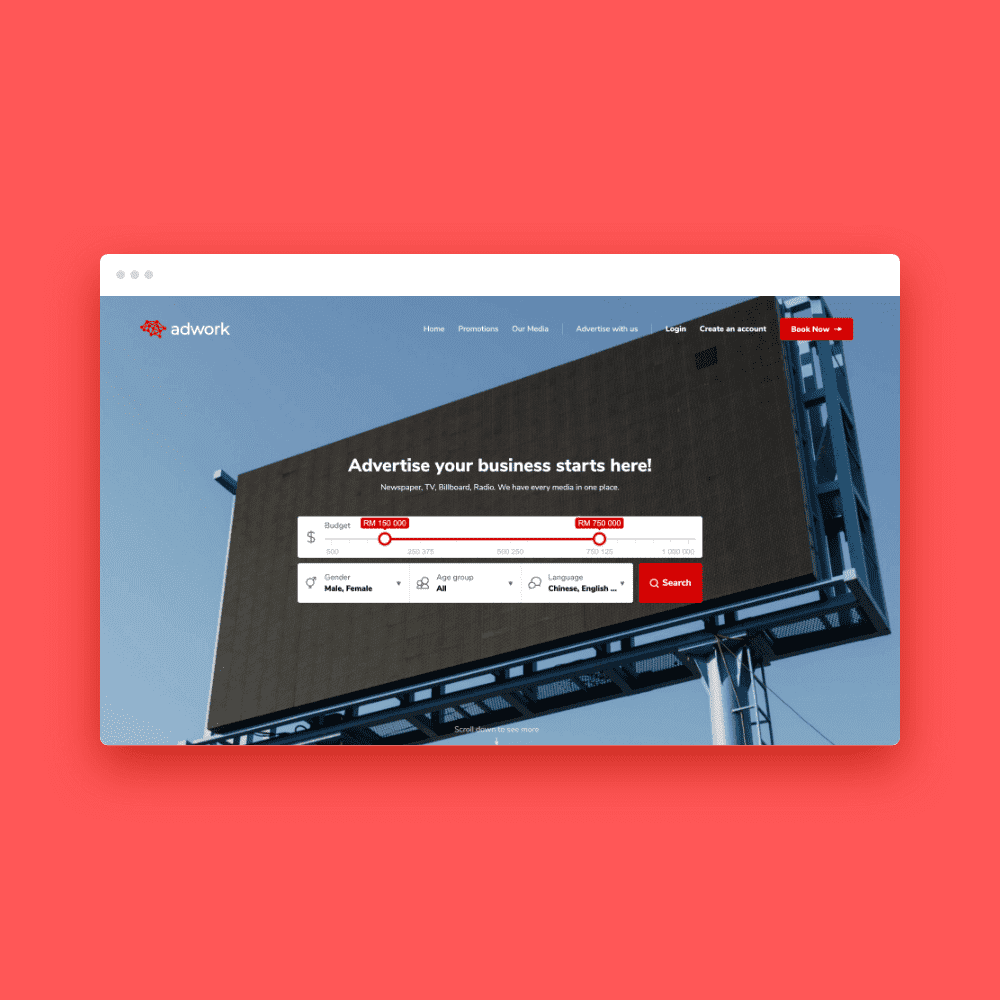 adwork
Home Promotions Our Media Advertise with us Login Create an account Book Now
Advertise your business starts here!
Newspaper, TV, Billboard, Radio. We have every media in one place.
Budget RM 150 000 RM 750 000
$
500 250 375 500 250 750 125 1 000 000
Gender Age group Language
Male, Female All Chinese, English ... Search
Scroll down to see more